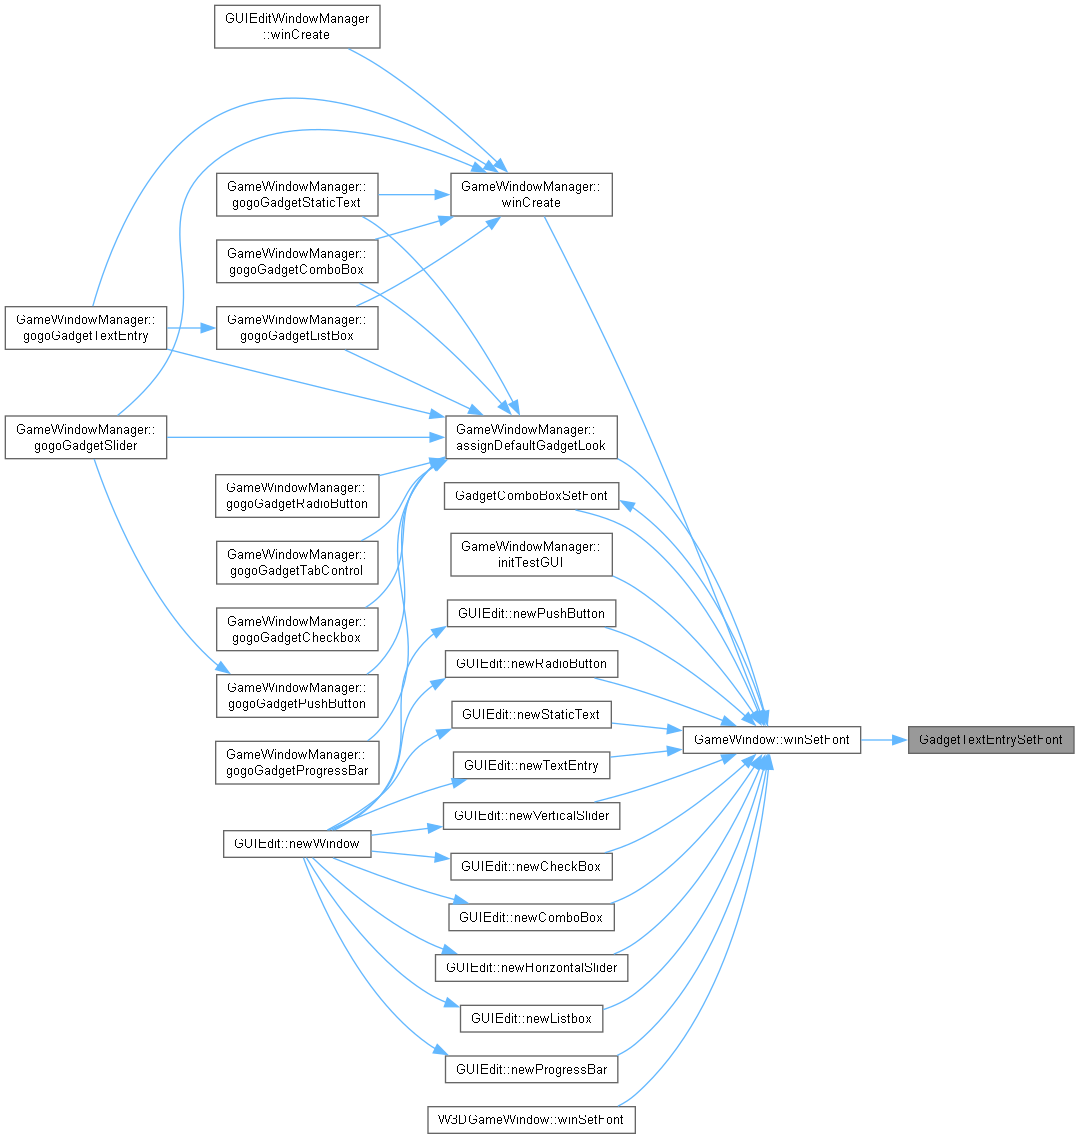 GUIEditWindowManager
::winCreate
GameWindowManager::
gogoGadgetStaticText
GameWindowManager::
winCreate
GameWindowManager::
gogoGadgetComboBox
GameWindowManager::
gogoGadgetTextEntry
GameWindowManager::
gogoGadgetListBox
GameWindowManager::
gogoGadgetSlider
GameWindowManager::
assignDefaultGadgetLook
GameWindowManager::
gogoGadgetRadioButton
GadgetComboBoxSetFont
GameWindowManager::
gogoGadgetTabControl
GameWindowManager::
initTestGUI
GameWindowManager::
gogoGadgetCheckbox
GUIEdit::newPushButton
GameWindowManager::
gogoGadgetPushButton
GUIEdit::newRadioButton
GUIEdit::newStaticText
GameWindow::winSetFont
GadgetTextEntrySetFont
GameWindowManager::
gogoGadgetProgressBar
GUIEdit::newTextEntry
GUIEdit::newVerticalSlider
GUIEdit::newWindow
GUIEdit::newCheckBox
GUIEdit::newComboBox
GUIEdit::newHorizontalSlider
GUIEdit::newListbox
GUIEdit::newProgressBar
W3DGameWindow::winSetFont